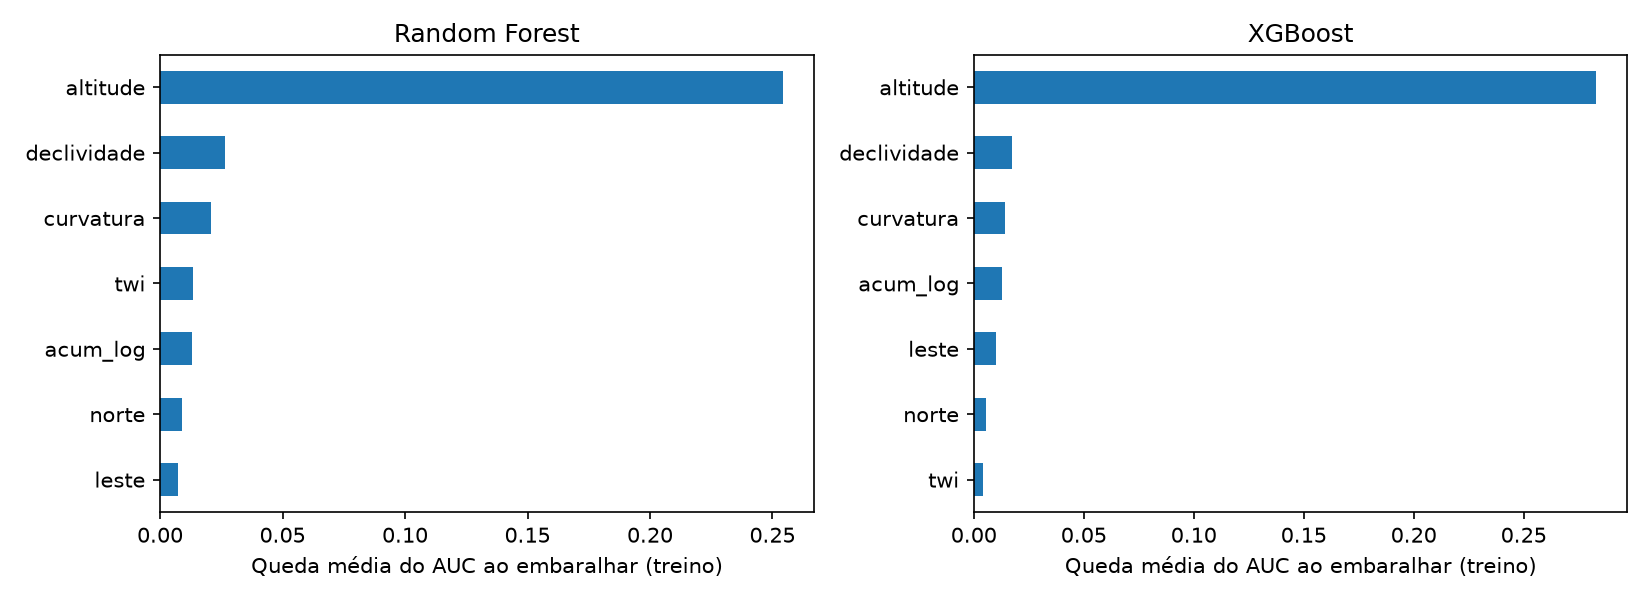 Random Forest
altitude
declividade
curvatura
twi
acum_log
norte
leste
0.00 0.05 0.10 0.15 0.20 0.25
Queda média do AUC ao embaralhar (treino)
XGBoost
altitude
declividade
curvatura
acum_log
leste
norte
twi
0.00 0.05 0.10 0.15 0.20 0.25
Queda média do AUC ao embaralhar (treino)